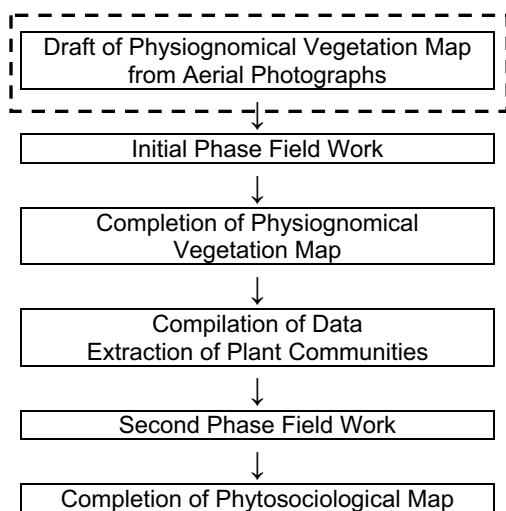 Draft of Physiognomical Vegetation Map
from Aerial Photographs
Initial Phase Field Work
Completion of Physiognomical
Vegetation Map
Compilation of Data
Extraction of Plant Communities
Second Phase Field Work
Completion of Phytosociological Map